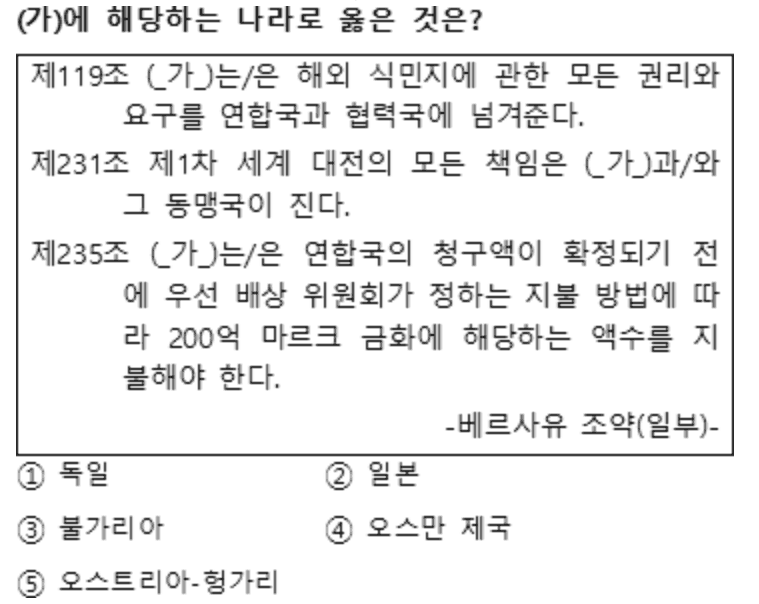 (가)에 해당하는 나라로 옳은 것은?
제119조 (_가_)는/은 해외 식민지에 관한 모든 권리와
요구를 연합국과 협력국에 넘겨준다.
제231조 제1차 세계 대전의 모든 책임은 (_가_)과/와
그 동맹국이 진다.
제235조 (_가_)는/은 연합국의 청구액이 확정되기 전
에 우선 배상 위원회가 정하는 지불 방법에 따
라 200억 마르크 금화에 해당하는 액수를 지
불해야 한다.
-베르사유 조약(일부)-
① 독일 ② 일본
③ 불가리아 ④ 오스만 제국
⑤ 오스트리아-헝가리